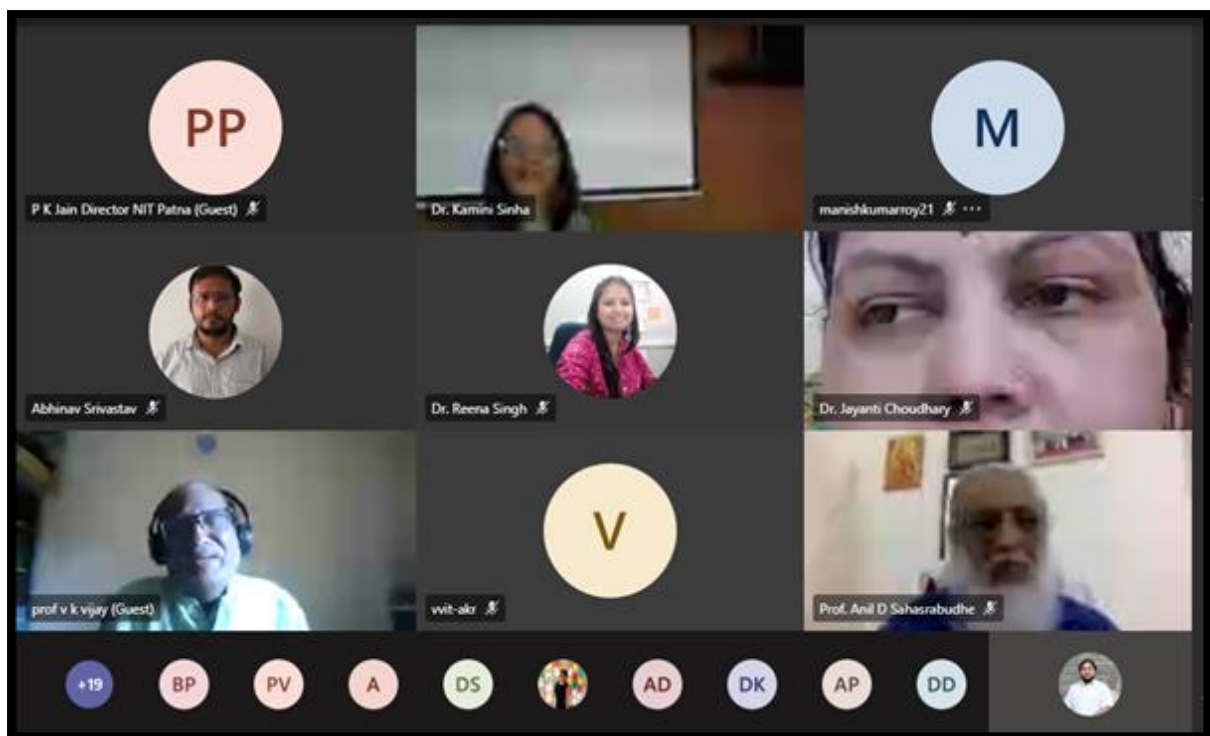 PP
P K Jain Director NIT Patna (Guest)
Dr. Kamini Sinha
M
manishkumarroy21
Abhinav Srivastav
Dr. Reena Singh
Dr. Jayanti Choudhary
prof v k vijay (Guest)
V
vvit-akr
Prof. Anil D Sahasrabudhe
+19
BP
PV
A
DS
AD
DK
AP
DD